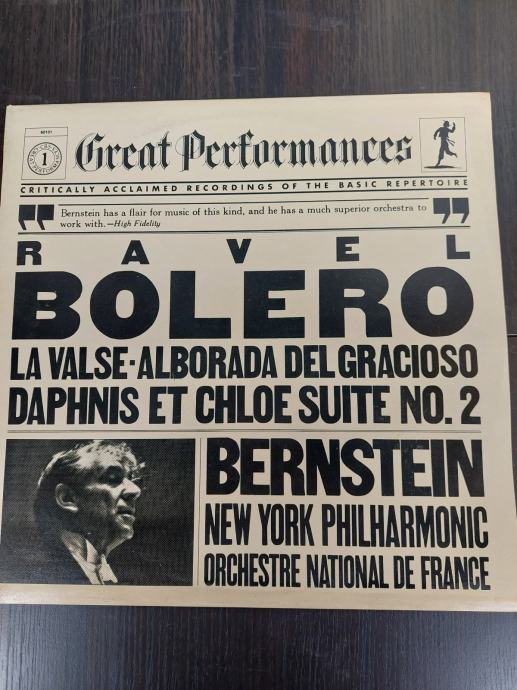 60101
1
Great Performances
CRITICALLY ACCLAIMED RECORDINGS OF THE BASIC REPERTOIRE
"Bernstein has a flair for music of this kind, and he has a much superior orchestra to
work with.—High Fidelity"
RAVEL
BOLERO
LA VALSE·ALBORADA DEL GRACIOSO
DAPHNIS ET CHLOE SUITE NO. 2
BERNSTEIN
NEW YORK PHILHARMONIC
ORCHESTRE NATIONAL DE FRANCE